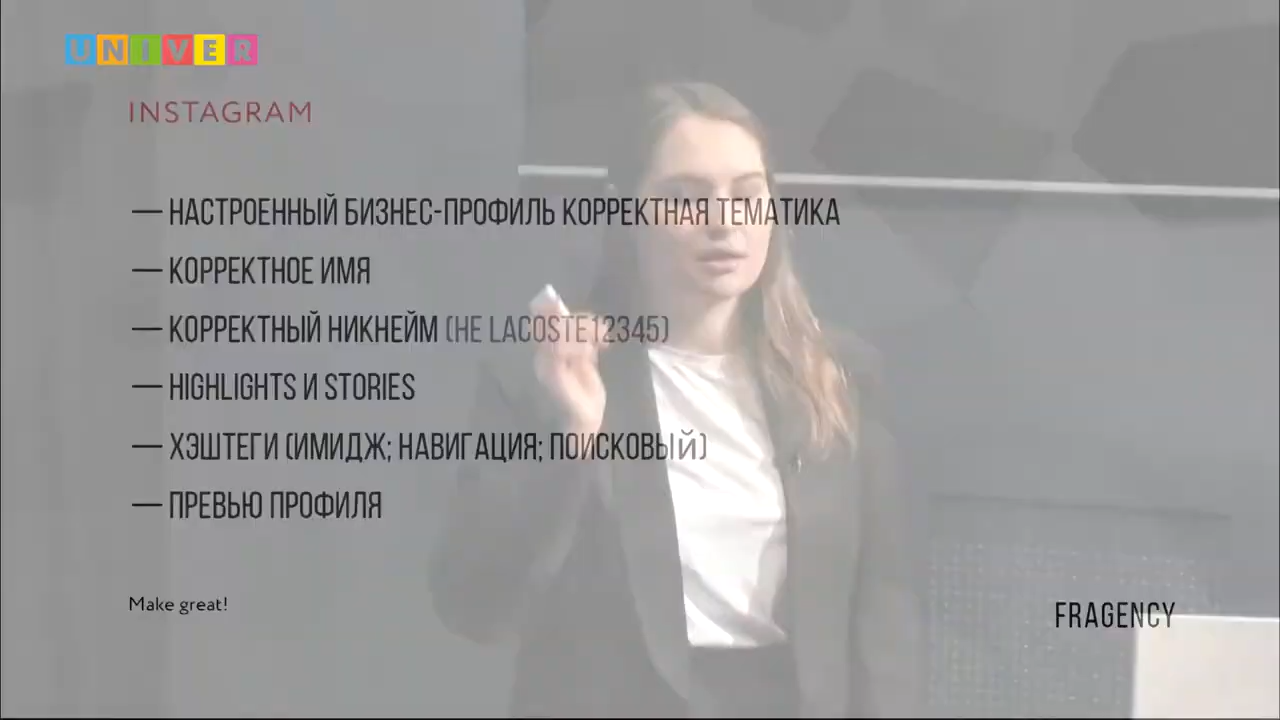 UNIVER
INSTAGRAM
— НАСТРОЕННЫЙ БИЗНЕС-ПРОФИЛЬ КОРРЕКТНАЯ ТЕМАТИКА
— КОРРЕКТНОЕ ИМЯ
— КОРРЕКТНЫЙ НИКНЕЙМ (НЕ LACOSTE12345)
— HIGHLIGHTS И STORIES
— ХЭШТЕГИ (ИМИДЖ; НАВИГАЦИЯ; ПОИСКОВЫЙ)
— ПРЕВЬЮ ПРОФИЛЯ
Make great!
FRAGENCY